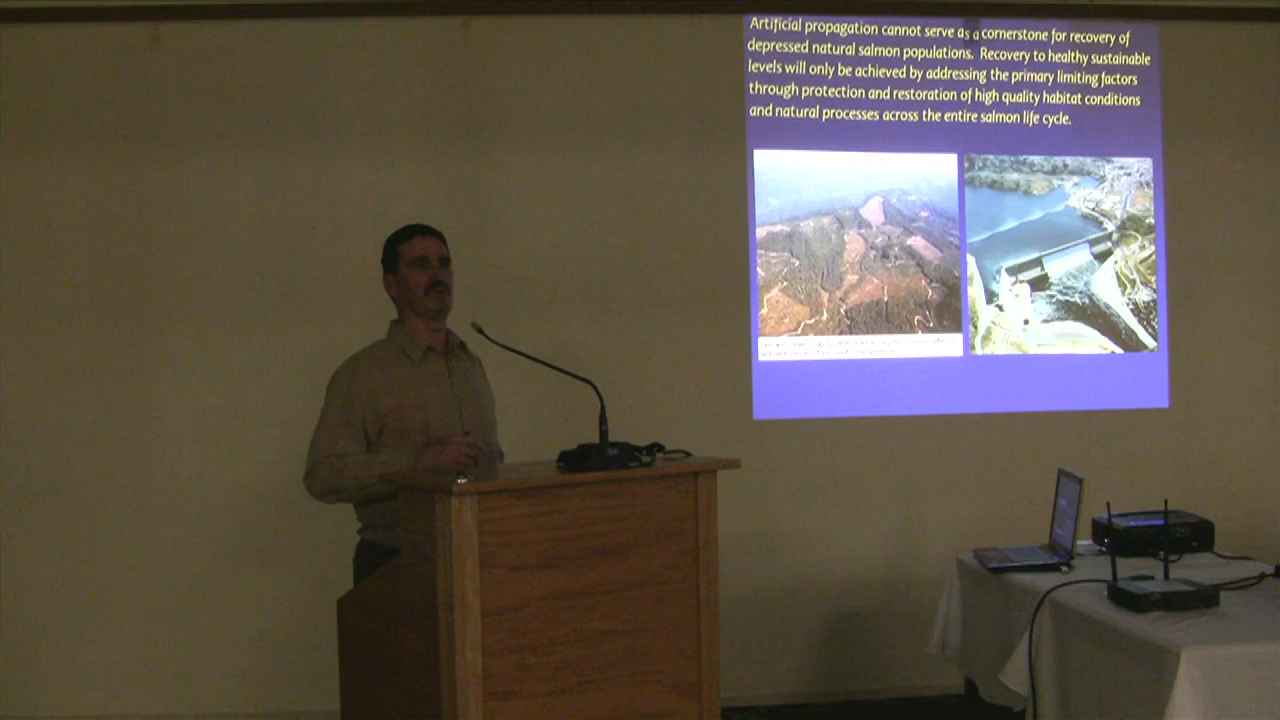 Artificial propagation cannot serve as a cornerstone for recovery of
depressed natural salmon populations. Recovery to healthy sustainable
levels will only be achieved by addressing the primary limiting factors
through protection and restoration of high quality habitat conditions
and natural processes across the entire salmon life cycle.